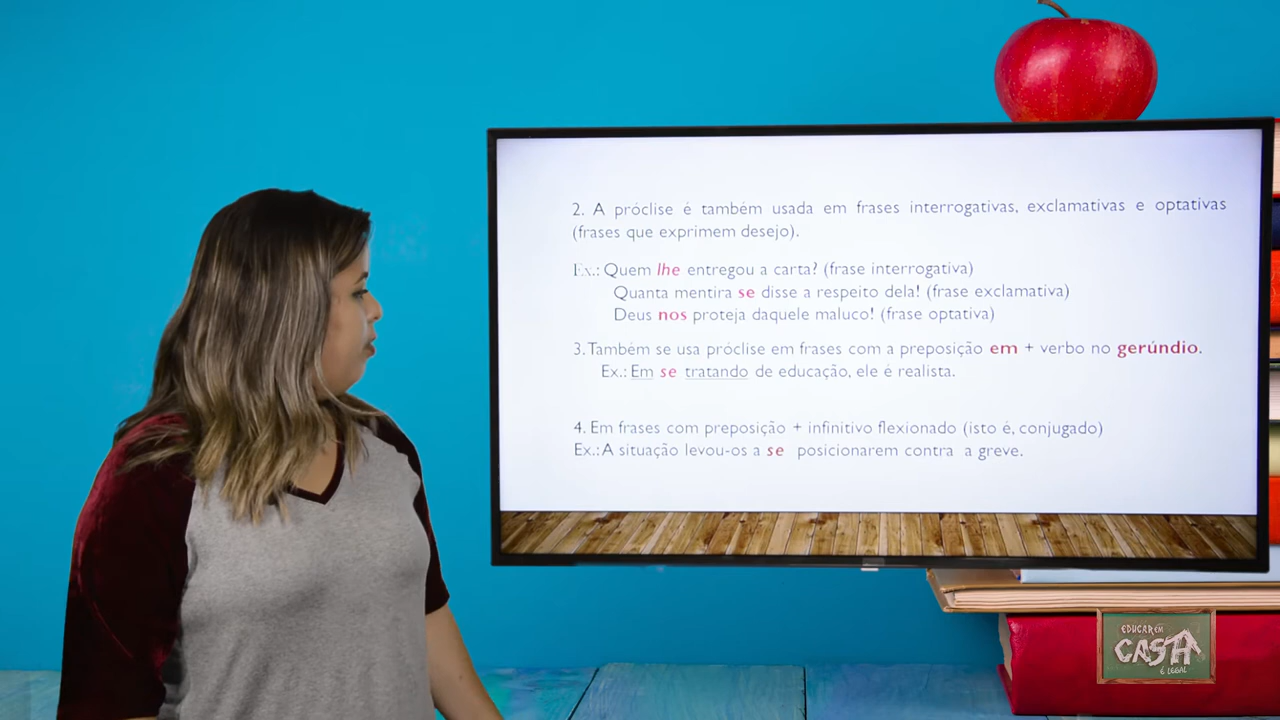 2. A próclise é também usada em frases interrogativas, exclamativas e optativas
(frases que exprimem desejo).
Ex.: Quem lhe entregou a carta? (frase interrogativa)
Quanta mentira se disse a respeito dela! (frase exclamativa)
Deus nos proteja daquele maluco! (frase optativa)
3. Também se usa próclise em frases com a preposição em + verbo no gerúndio.
Ex.: Em se tratando de educação, ele é realista.
4. Em frases com preposição + infinitivo flexionado (isto é, conjugado)
Ex.: A situação levou-os a se posicionarem contra a greve.
EDUCAR EM
CASA
É LEGAL